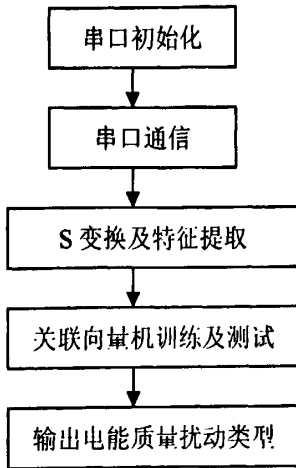 串口初始化
串口通信
S 变换及特征提取
关联向量机训练及测试
输出电能质量扰动类型